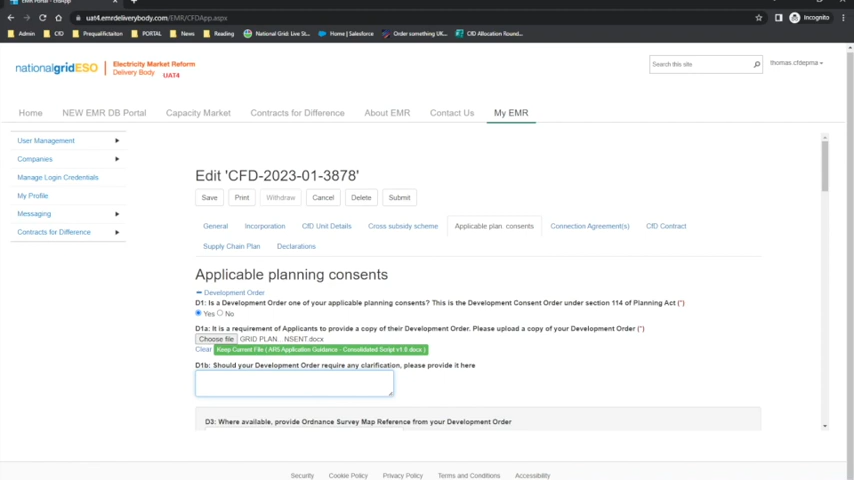 EMR Portal - CfdApp
uat4.emrdeliverybody.com/EMR/CFDApp.aspx
Incognito
Admin
CfD
Prequalificiaiton
PORTAL
News
Reading
National Grid: Live St...
Home | Salesforce
Order something UK...
CfD Allocation Round...
nationalgridESO
Electricity Market Reform
Delivery Body
UAT4
Search this site
thomas.cfdepma
Home
NEW EMR DB Portal
Capacity Market
Contracts for Difference
About EMR
Contact Us
My EMR
User Management
Companies
Manage Login Credentials
My Profile
Messaging
Contracts for Difference
Edit 'CFD-2023-01-3878'
Save
Print
Withdraw
Cancel
Delete
Submit
General
Incorporation
CfD Unit Details
Cross subsidy scheme
Applicable plan consents
Connection Agreement(s)
CfD Contract
Supply Chain Plan
Declarations
Applicable planning consents
Development Order
D1: Is a Development Order one of your applicable planning consents? This is the Development Consent Order under section 114 of Planning Act (*)
Yes No
D1a: It is a requirement of Applicants to provide a copy of their Development Order. Please upload a copy of your Development Order (*)
Choose file GRID PLAN... NSENT.docx
Clear Keep Current File ( AR5 Application Guidance - Consolidated Script v1.0.docx )
D1b: Should your Development Order require any clarification, please provide it here
D3: Where available, provide Ordnance Survey Map Reference from your Development Order
Security
Cookie Policy
Privacy Policy
Terms and Conditions
Accessibility